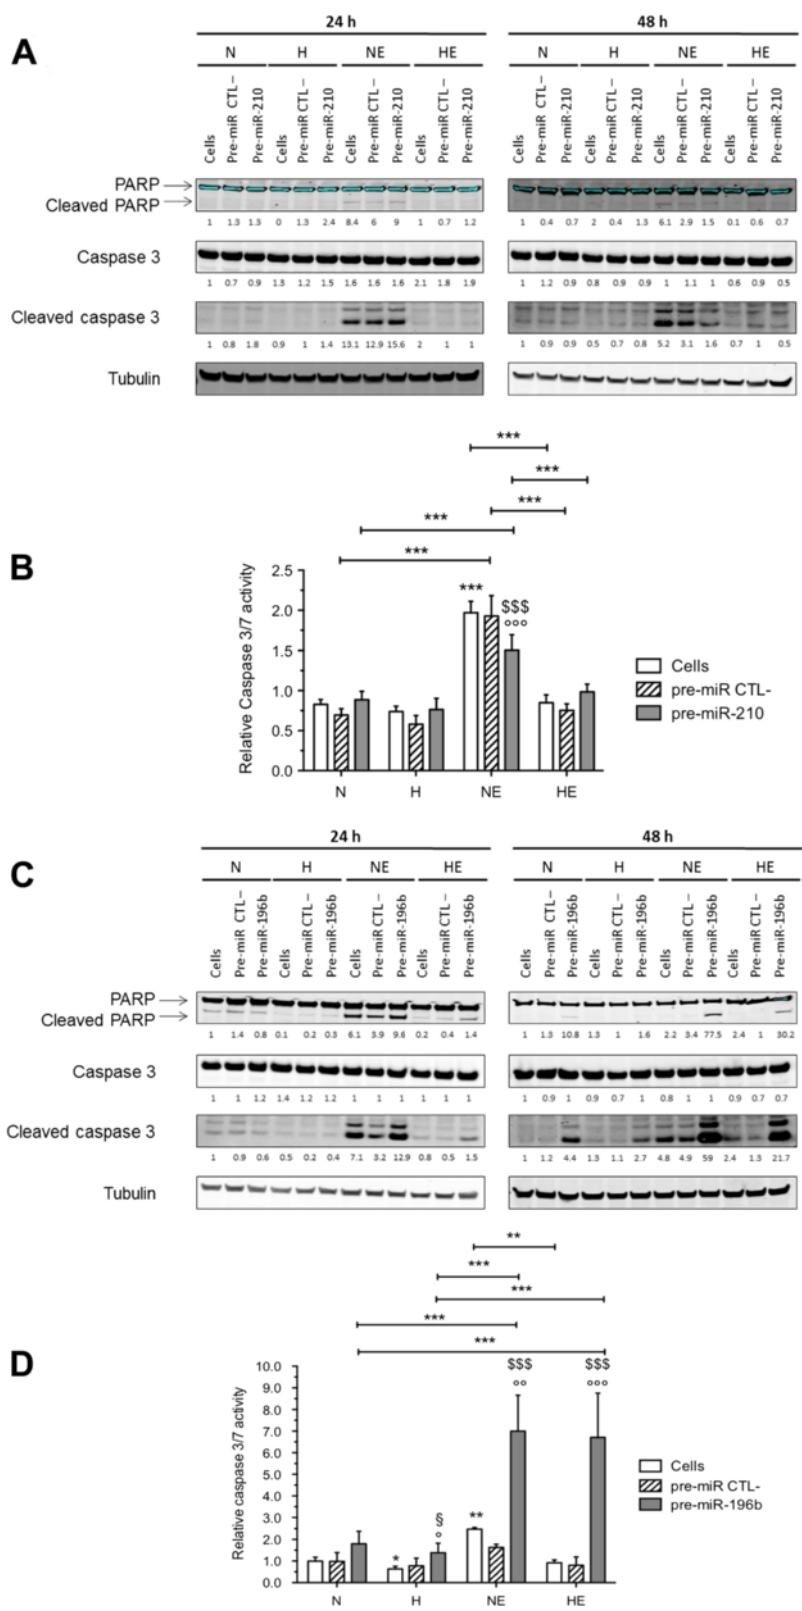 A
24 h 48 h
N H NE HE N H NE HE
Cells Pre-miR CTL– Pre-miR-210 Cells Pre-miR CTL– Pre-miR-210 Cells Pre-miR CTL– Pre-miR-210 Cells Pre-miR CTL– Pre-miR-210 Cells Pre-miR CTL– Pre-miR-210 Cells Pre-miR CTL– Pre-miR-210 Cells Pre-miR CTL– Pre-miR-210 Cells Pre-miR CTL– Pre-miR-210
PARP
Cleaved PARP
1 1.3 1.3 0 1.3 2.4 8.4 6 9 1 0.7 1.2 1 0.4 0.7 2 0.4 1.3 6.1 2.9 1.5 0.1 0.6 0.7
Caspase 3
1 0.7 0.9 1.3 1.2 1.5 1.6 1.6 1.6 2.1 1.8 1.9 1 1.2 0.9 0.8 0.9 0.9 1 1.1 1 0.6 0.9 0.5
Cleaved caspase 3
1 0.8 1.8 0.9 1 1.4 13.1 12.9 15.6 2 1 1 1 0.9 0.9 0.5 0.7 0.8 5.2 3.1 1.6 0.7 1 0.5
Tubulin
***
***
***
***
***
B
Relative Caspase 3/7 activity
2.5
2.0
1.5
1.0
0.5
0.0
***
$$$
°°°
N H NE HE
Cells
pre-miR CTL-
pre-miR-210
C
24 h 48 h
N H NE HE N H NE HE
Cells Pre-miR CTL– Pre-miR-196b Cells Pre-miR CTL– Pre-miR-196b Cells Pre-miR CTL– Pre-miR-196b Cells Pre-miR CTL– Pre-miR-196b Cells Pre-miR CTL– Pre-miR-196b Cells Pre-miR CTL– Pre-miR-196b Cells Pre-miR CTL– Pre-miR-196b Cells Pre-miR CTL– Pre-miR-196b
PARP
Cleaved PARP
1 1.4 0.8 0.1 0.2 0.3 6.1 3.9 9.6 0.2 0.4 1.4 1 1.3 10.8 1.3 1 1.6 2.2 3.4 77.5 2.4 1 30.2
Caspase 3
1 1 1.2 1.4 1.2 1.2 1 1 1 1 1 1 1 0.9 1 0.9 0.7 1 0.8 1 1 0.9 0.7 0.7
Cleaved caspase 3
1 0.9 0.6 0.5 0.2 0.4 7.1 3.2 12.9 0.8 0.5 1.5 1 1.2 4.4 1.3 1.1 2.7 4.8 4.9 59 2.4 1.3 21.7
Tubulin
**
***
***
***
***
D
Relative caspase 3/7 activity
10.0
9.0
8.0
7.0
6.0
5.0
4.0
3.0
2.0
1.0
0.0
*
§
°
**
$$$
°°
$$$
°°°
N H NE HE
Cells
pre-miR CTL-
pre-miR-196b